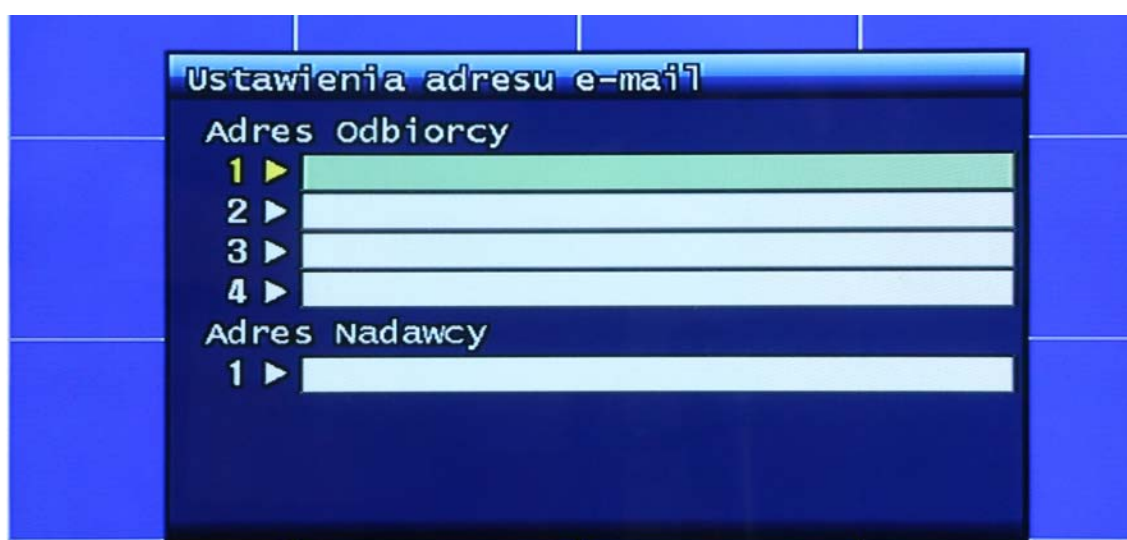 Ustawienia adresu e-mail
Adres Odbiorcy
1 ►
2 ►
3 ►
4 ►
Adres Nadawcy
1 ►